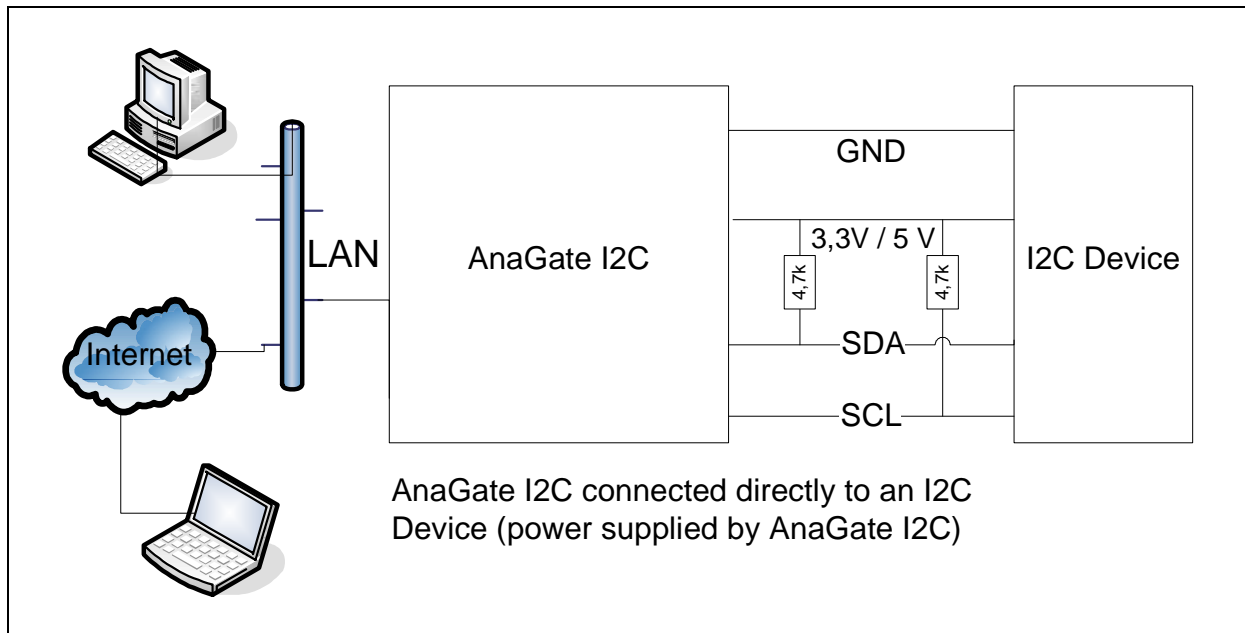 GND
LAN
AnaGate I2C
3,3V / 5 V
I2C Device
4,7k
4,7k
Internet
SDA
SCL
AnaGate I2C connected directly to an I2C
Device (power supplied by AnaGate I2C)